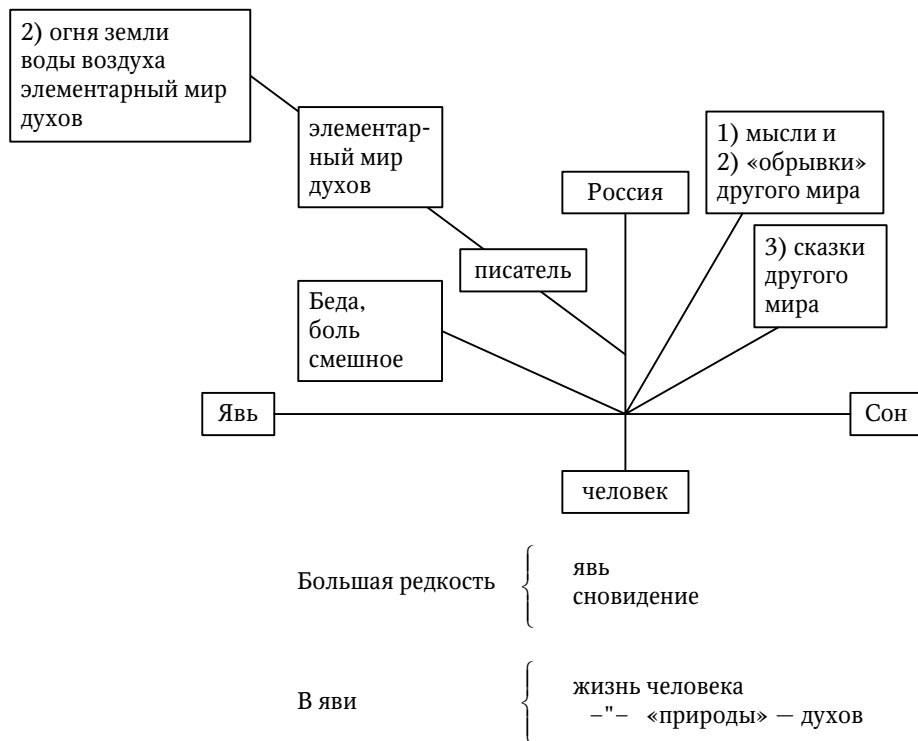 2) огня земли
воды воздуха
элементарный мир
духов
элементар-
ный мир
духов
1) мысли и
2) «обрывки»
другого мира
Россия
3) сказки
другого
мира
писатель
Беда,
боль
смешное
Явь
Сон
человек
Большая редкость
явь
сновидение
В яви
жизнь человека
–"– «природы» — духов